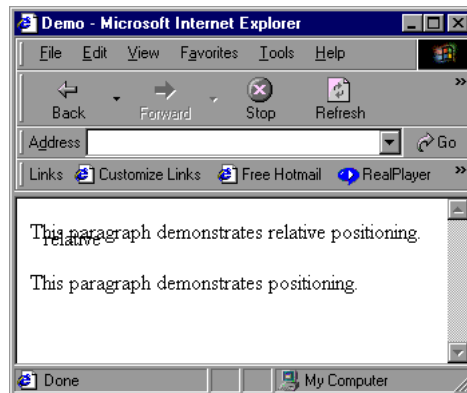 Demo - Microsoft Internet Explorer
File Edit View Favorites Tools Help
Back Forward Stop Refresh »
Address Go
Links Customize Links Free Hotmail RealPlayer »
This paragraph demonstrates relative positioning.
relative
This paragraph demonstrates positioning.
Done My Computer